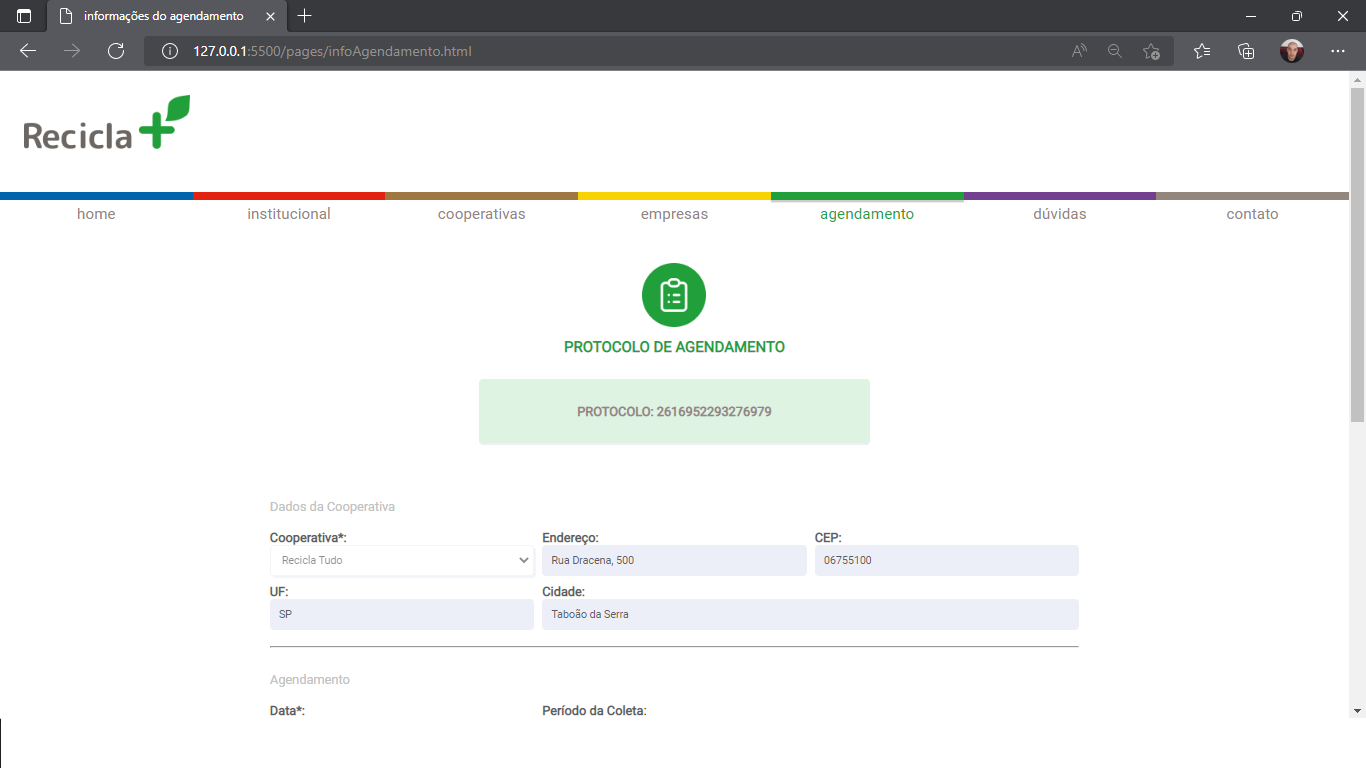 informações do agendamento
127.0.0.1:5500/pages/infoAgendamento.html
Recicla
home institucional cooperativas empresas agendamento dúvidas contato
PROTOCOLO DE AGENDAMENTO
PROTOCOLO: 2616952293276979
Dados da Cooperativa
Cooperativa*: Endereço: CEP:
Recicla Tudo Rua Dracena, 500 06755100
UF: Cidade:
SP Taboão da Serra
Agendamento
Data*: Período da Coleta: